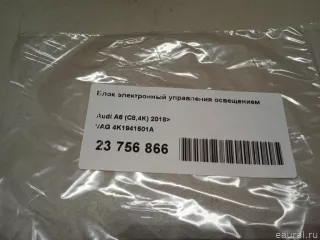 Блок электронный управления освещением
Audi A6 (C8,4K) 2018>
VAG 4K1941501A
23 756 866
eaural.ru